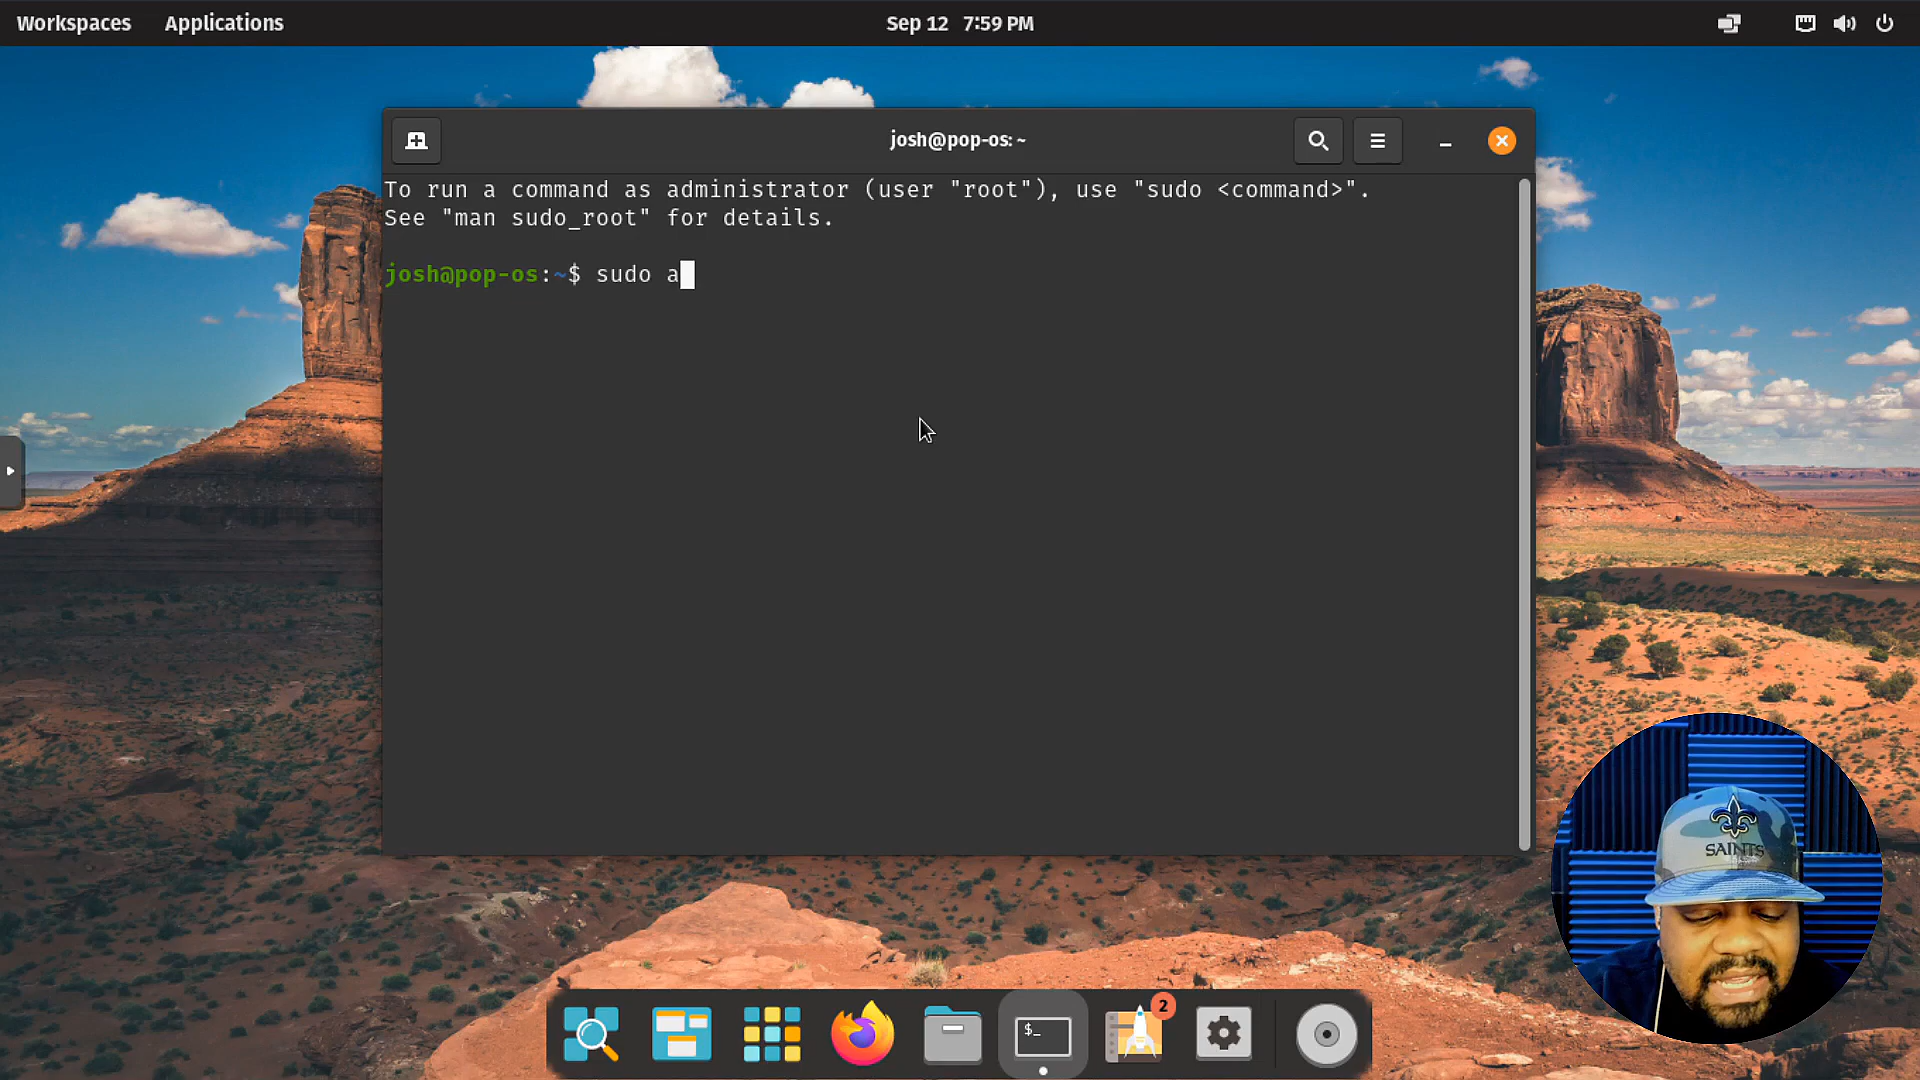 Workspaces Applications Sep 12 7:59 PM
josh@pop-os: ~
To run a command as administrator (user "root"), use "sudo <command>".
See "man sudo_root" for details.
josh@pop-os:~$ sudo a
SAINTS
$_
2